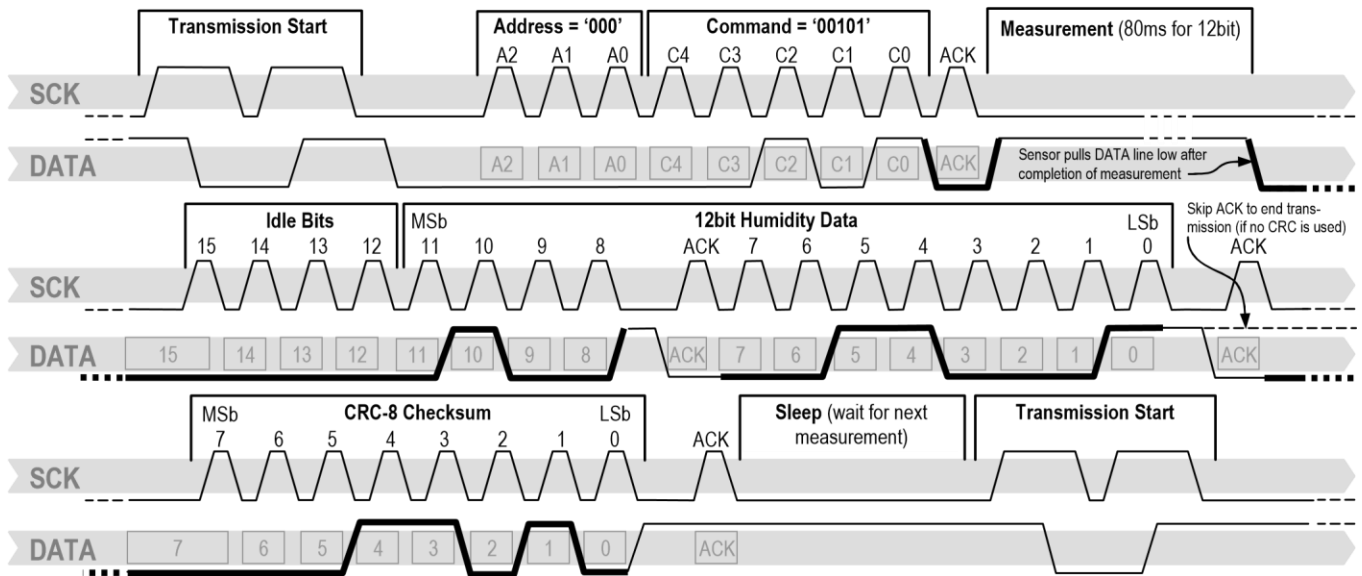 Transmission Start Address = ‘000’ Command = ‘00101’ Measurement (80ms for 12bit)
A2 A1 A0 C4 C3 C2 C1 C0 ACK
SCK
DATA A2 A1 A0 C4 C3 C2 C1 C0 ACK
Sensor pulls DATA line low after
completion of measurement
Idle Bits MSb 12bit Humidity Data LSb
Skip ACK to end trans-
mission (if no CRC is used)
15 14 13 12 11 10 9 8 ACK 7 6 5 4 3 2 1 0 ACK
SCK
DATA 15 14 13 12 11 10 9 8 ACK 7 6 5 4 3 2 1 0 ACK
MSb CRC-8 Checksum LSb Sleep (wait for next
measurement) Transmission Start
7 6 5 4 3 2 1 0 ACK
SCK
DATA 7 6 5 4 3 2 1 0 ACK